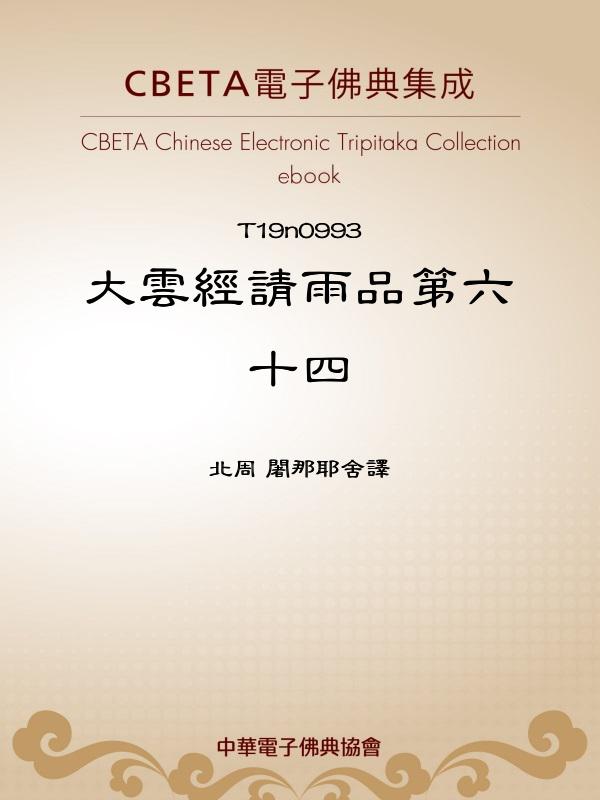 CBETA電子佛典集成
CBETA Chinese Electronic Tripitaka Collection
ebook
T19n0993
大雲經請雨品第六
十四
北周 闍那耶舍譯
中華電子佛典協會